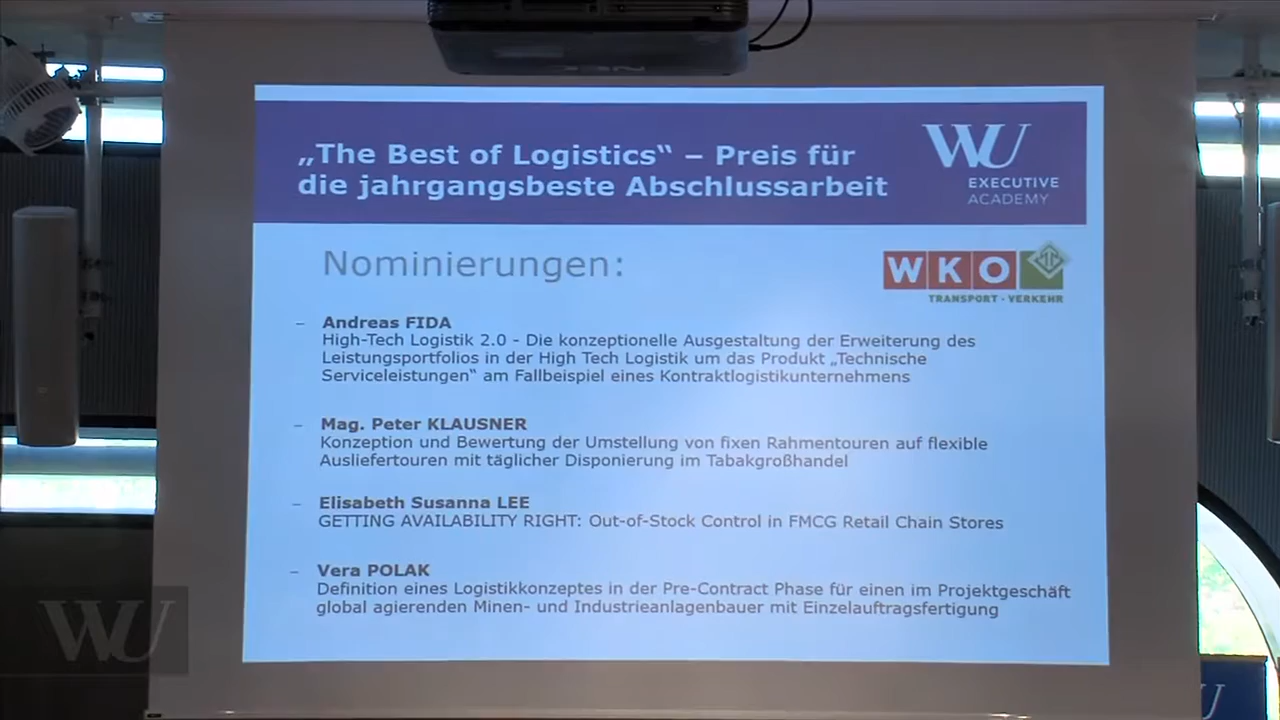 „The Best of Logistics“ – Preis für
die jahrgangsbeste Abschlussarbeit
WU
EXECUTIVE
ACADEMY
Nominierungen:
WKO
TRANSPORT · VERKEHR
– Andreas FIDA
High-Tech Logistik 2.0 - Die konzeptionelle Ausgestaltung der Erweiterung des
Leistungsportfolios in der High Tech Logistik um das Produkt „Technische
Serviceleistungen“ am Fallbeispiel eines Kontraktlogistikunternehmens
– Mag. Peter KLAUSNER
Konzeption und Bewertung der Umstellung von fixen Rahmentouren auf flexible
Ausliefertouren mit täglicher Disponierung im Tabakgroßhandel
– Elisabeth Susanna LEE
GETTING AVAILABILITY RIGHT: Out-of-Stock Control in FMCG Retail Chain Stores
– Vera POLAK
Definition eines Logistikkonzeptes in der Pre-Contract Phase für einen im Projektgeschäft
global agierenden Minen- und Industrieanlagenbauer mit Einzelauftragsfertigung
WU